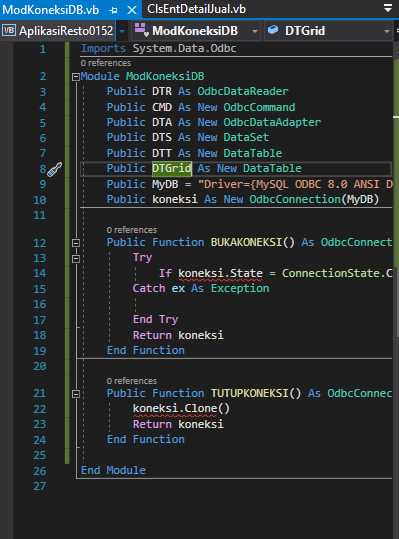 ModKoneksiDB.vb ClsEntDetailJual.vb
VB AplikasiResto0152 ModKoneksiDB DTGrid
1 Imports System.Data.Odbc
0 references
2 Module ModKoneksiDB
3 Public DTR As OdbcDataReader
4 Public CMD As New OdbcCommand
5 Public DTA As New OdbcDataAdapter
6 Public DTS As New DataSet
7 Public DTT As New DataTable
8 Public DTGrid As New DataTable
9 Public MyDB = "Driver={MySQL ODBC 8.0 ANSI D
10 Public koneksi As New OdbcConnection(MyDB)
11
0 references
12 Public Function BUKAKONEKSI() As OdbcConnect
13 Try
14 If koneksi.State = ConnectionState.C
15 Catch ex As Exception
16
17 End Try
18 Return koneksi
19 End Function
20
0 references
21 Public Function TUTUPKONEKSI() As OdbcConnec
22 koneksi.Clone()
23 Return koneksi
24 End Function
25
26 End Module
27